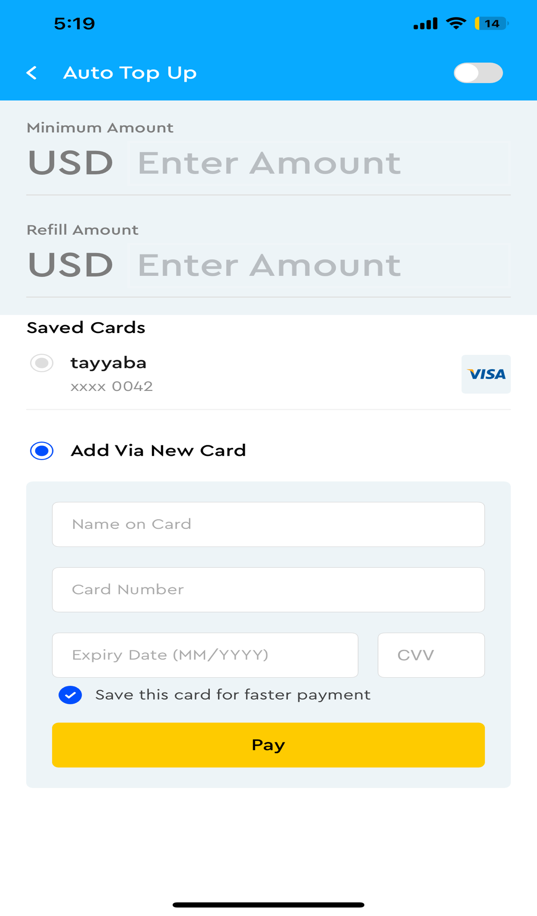 5:19
14
Auto Top Up
Minimum Amount
USD Enter Amount
Refill Amount
USD Enter Amount
Saved Cards
tayyaba
xxxx 0042
VISA
Add Via New Card
Name on Card
Card Number
Expiry Date (MM/YYYY)
CVV
Save this card for faster payment
Pay